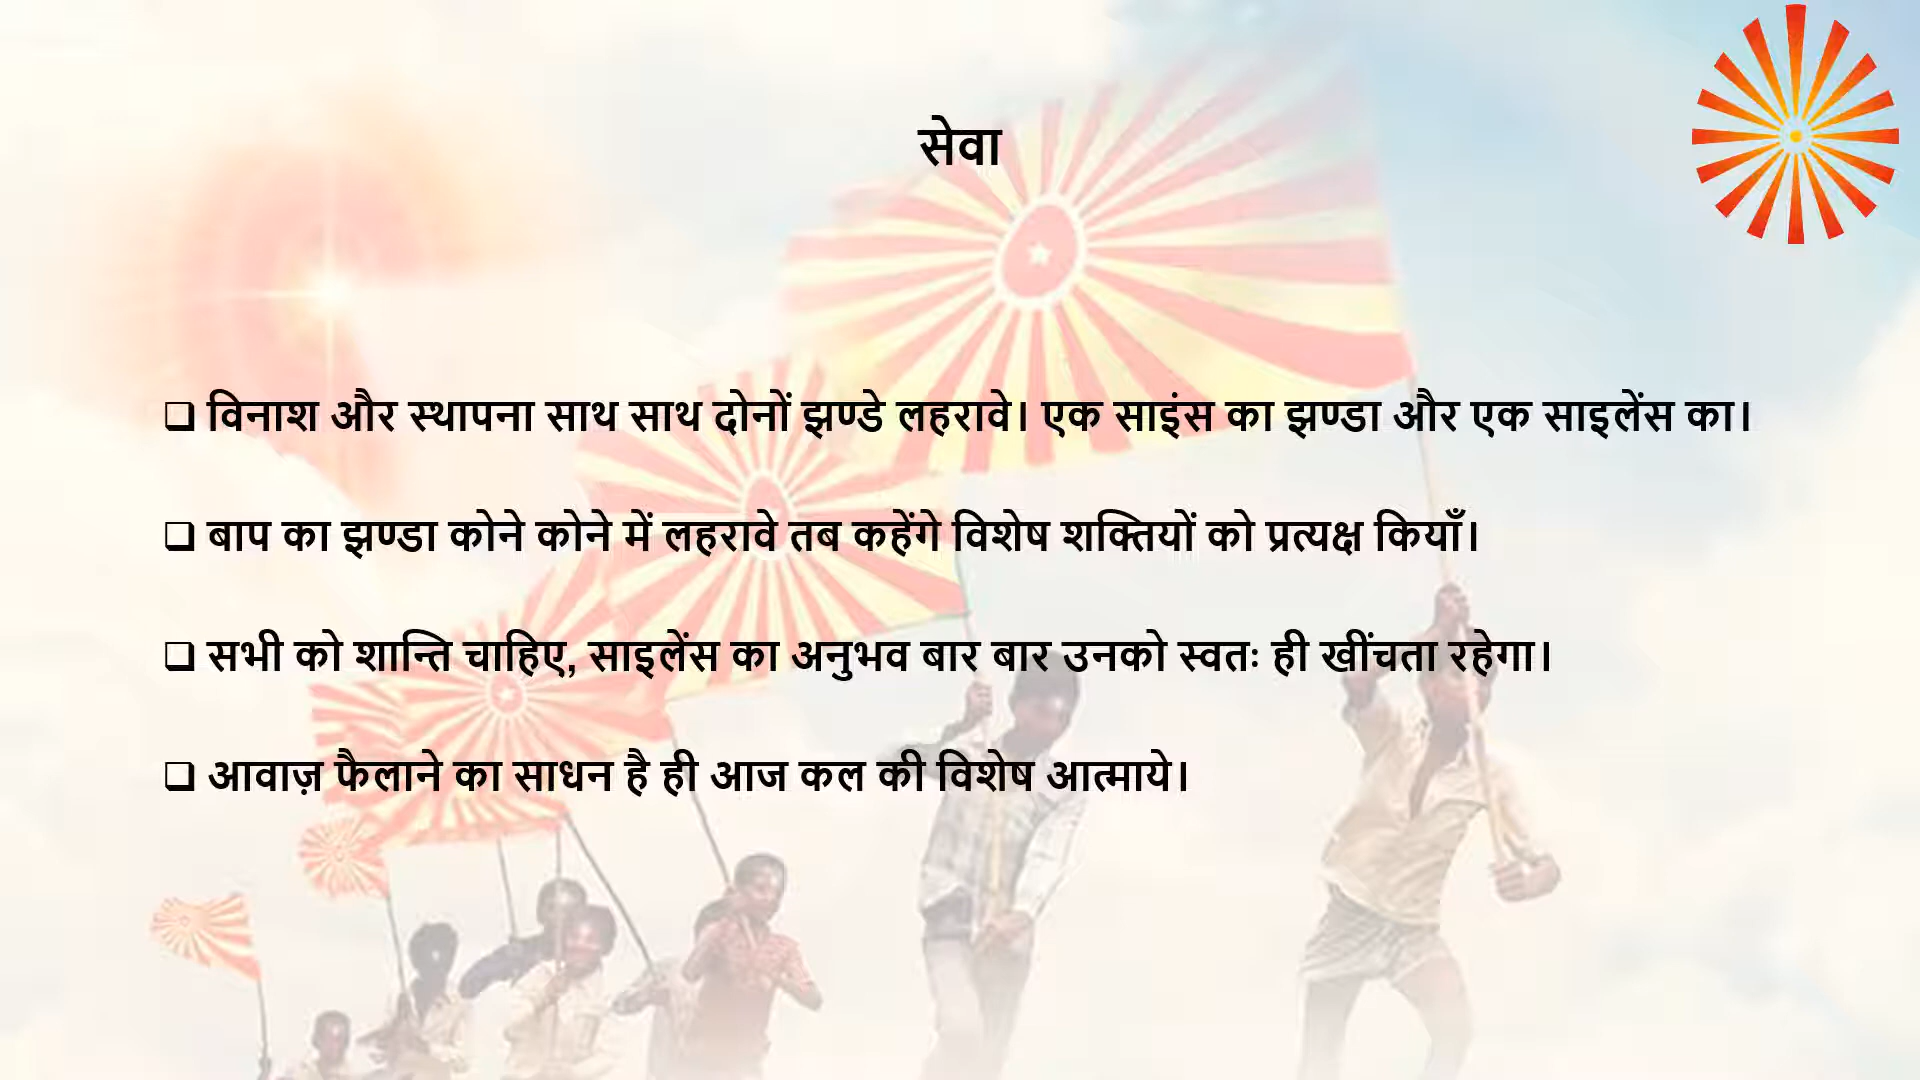 सेवा
❑ विनाश और स्थापना साथ साथ दोनों झण्डे लहरावे। एक साइंस का झण्डा और एक साइलेंस का।
❑ बाप का झण्डा कोने कोने में लहरावे तब कहेंगे विशेष शक्तियों को प्रत्यक्ष कियाँ।
❑ सभी को शान्ति चाहिए, साइलेंस का अनुभव बार बार उनको स्वतः ही खींचता रहेगा।
❑ आवाज़ फैलाने का साधन है ही आज कल की विशेष आत्माये।